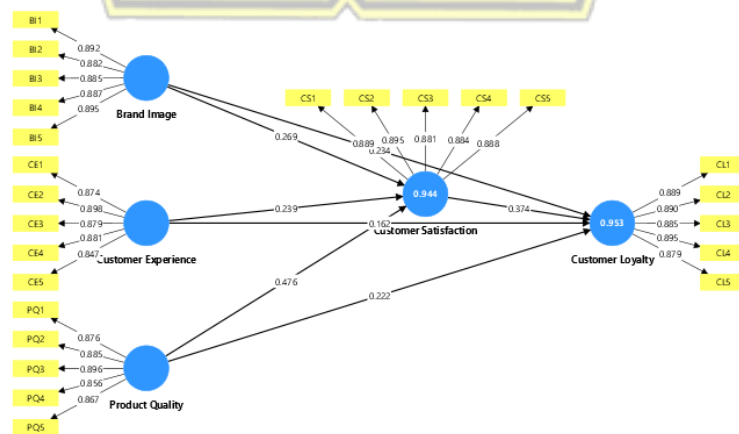 BI1
0.892
BI2
0.882
BI3
0.885
BI4
0.887
BI5
0.895
Brand Image
CS1
CS2
CS3
CS4
CS5
0.889
0.895
0.881
0.884
0.888
0.269
0.234
CE1
0.874
CE2
0.898
CE3
0.879
CE4
0.881
CE5
0.847
Customer Experience
0.239
0.162
0.944
Customer Satisfaction
0.374
0.953
Customer Loyalty
CL1
0.889
CL2
0.890
CL3
0.885
CL4
0.895
CL5
0.879
0.476
0.222
PQ1
0.876
PQ2
0.885
PQ3
0.896
PQ4
0.856
PQ5
0.867
Product Quality